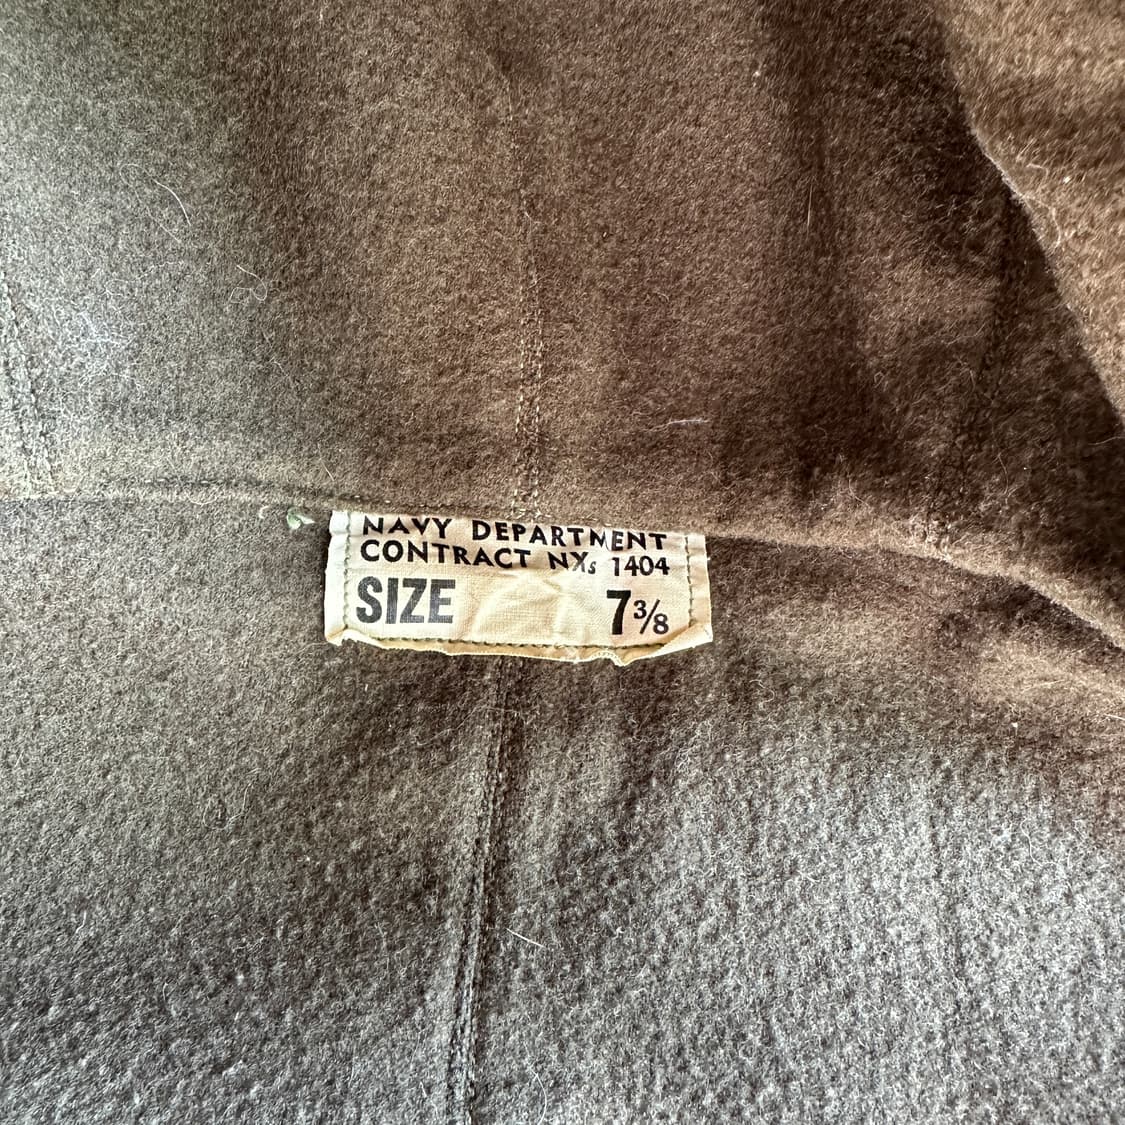 NAVY DEPARTMENT
CONTRACT NXs 1404
SIZE 7 3/8